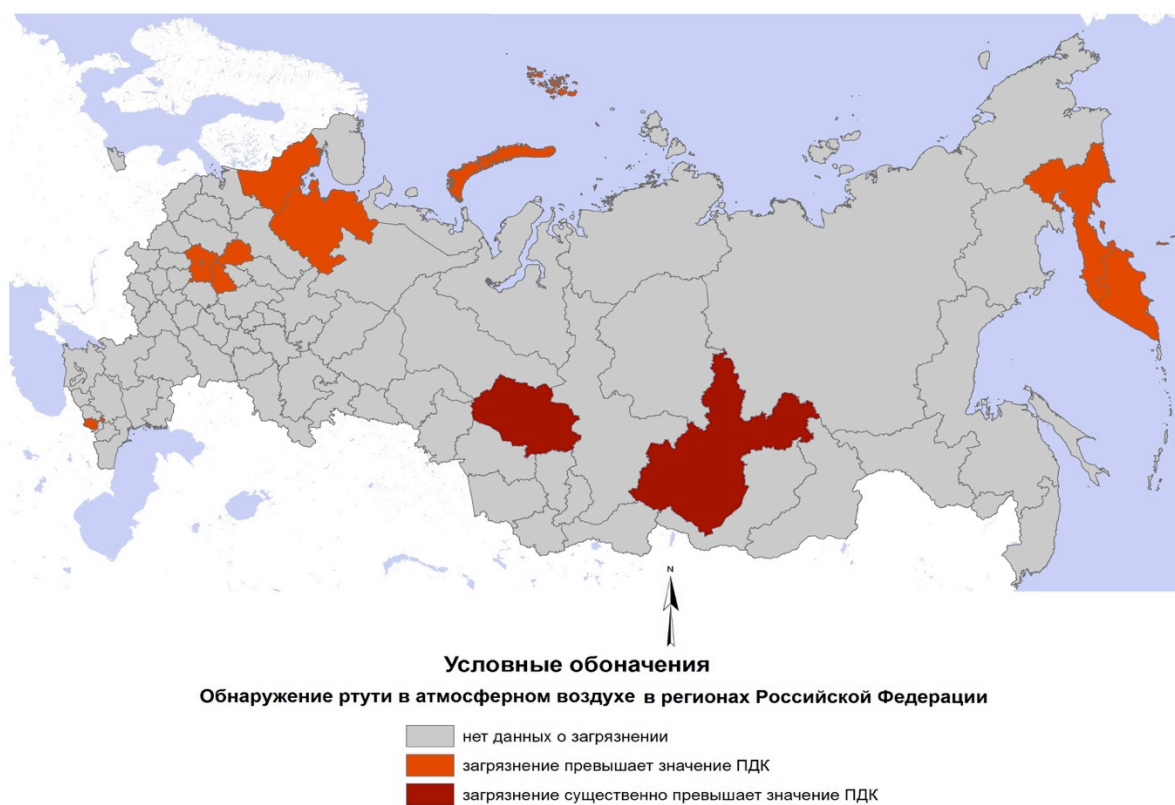 N
Условные обоначения
Обнаружение ртути в атмосферном воздухе в регионах Российской Федерации
нет данных о загрязнении
загрязнение превышает значение ПДК
загрязнение существенно превышает значение ПДК